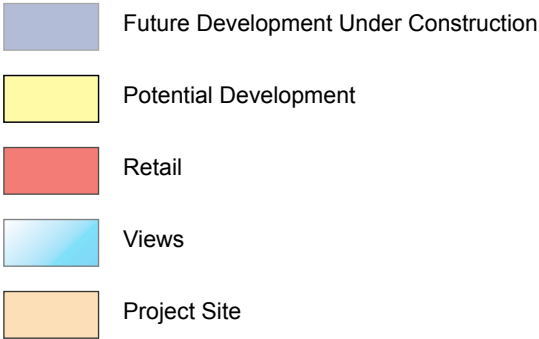 Future Development Under Construction
Potential Development
Retail
Views
Project Site